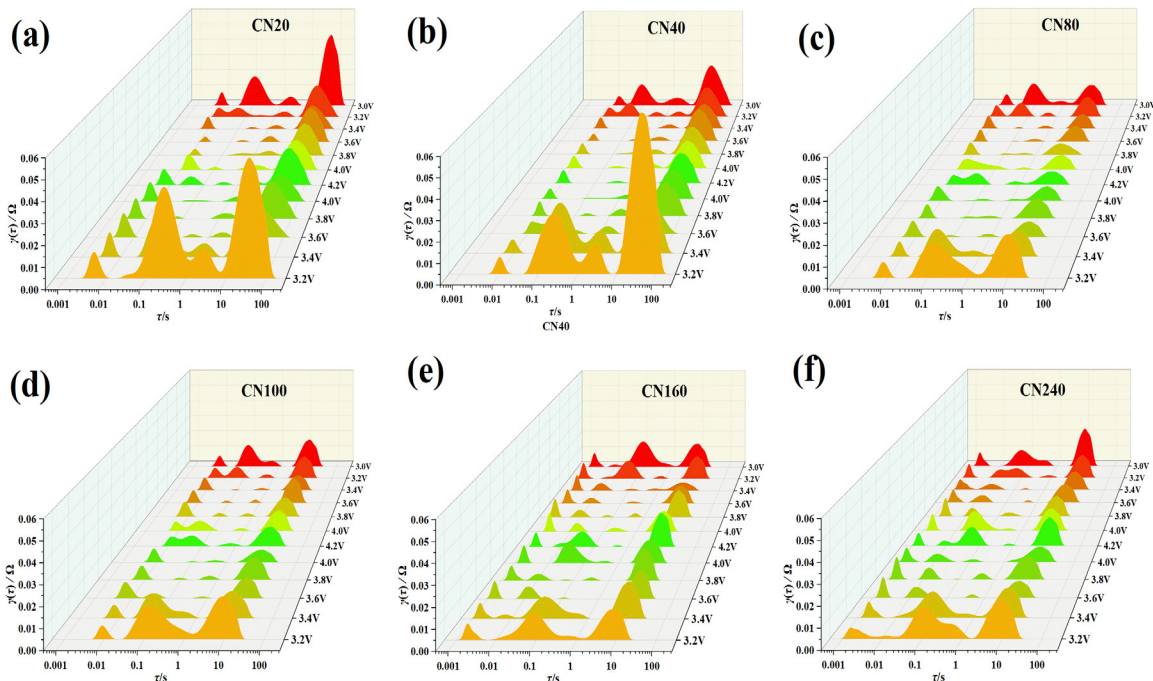 (a)
CN20
3.0V
3.2V
3.4V
3.6V
3.8V
4.0V
4.2V
4.0V
3.8V
3.6V
3.4V
3.2V
0.06
0.05
0.04
0.03
0.02
0.01
0.00
γ(τ) / Ω
0.001 0.01 0.1 1 10 100
τ/s
(b)
CN40
3.0V
3.2V
3.4V
3.6V
3.8V
4.0V
4.2V
4.0V
3.8V
3.6V
3.4V
3.2V
0.06
0.05
0.04
0.03
0.02
0.01
0.00
γ(τ) / Ω
0.001 0.01 0.1 1 10 100
τ/s
CN40
(c)
CN80
3.0V
3.2V
3.4V
3.6V
3.8V
4.0V
4.2V
4.0V
3.8V
3.6V
3.4V
3.2V
0.06
0.05
0.04
0.03
0.02
0.01
0.00
γ(τ) / Ω
0.001 0.01 0.1 1 10 100
τ/s
(d)
CN100
3.0V
3.2V
3.4V
3.6V
3.8V
4.0V
4.2V
4.0V
3.8V
3.6V
3.4V
3.2V
0.06
0.05
0.04
0.03
0.02
0.01
0.00
γ(τ) / Ω
0.001 0.01 0.1 1 10 100
τ/s
(e)
CN160
3.0V
3.2V
3.4V
3.6V
3.8V
4.0V
4.2V
4.0V
3.8V
3.6V
3.4V
3.2V
0.06
0.05
0.04
0.03
0.02
0.01
0.00
γ(τ) / Ω
0.001 0.01 0.1 1 10 100
τ/s
(f)
CN240
3.0V
3.2V
3.4V
3.6V
3.8V
4.0V
4.2V
4.0V
3.8V
3.6V
3.4V
3.2V
0.06
0.05
0.04
0.03
0.02
0.01
0.00
γ(τ) / Ω
0.001 0.01 0.1 1 10 100
τ/s